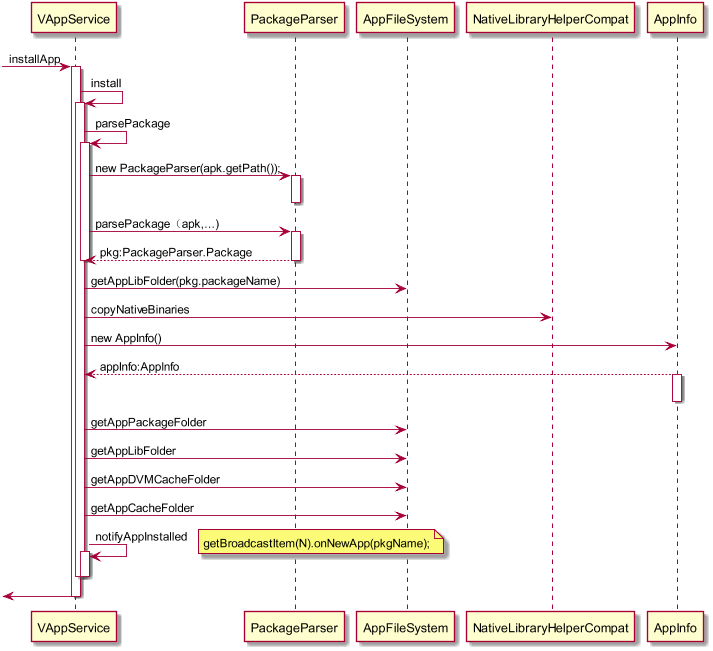 VAppService
PackageParser
AppFileSystem
NativeLibraryHelperCompat
AppInfo
installApp
install
parsePackage
new PackageParser(apk.getPath());
parsePackage（apk,...)
pkg:PackageParser.Package
getAppLibFolder(pkg.packageName)
copyNativeBinaries
new AppInfo()
appInfo:AppInfo
getAppPackageFolder
getAppLibFolder
getAppDVMCacheFolder
getAppCacheFolder
notifyAppInstalled
getBroadcastItem(N).onNewApp(pkgName);
VAppService
PackageParser
AppFileSystem
NativeLibraryHelperCompat
AppInfo